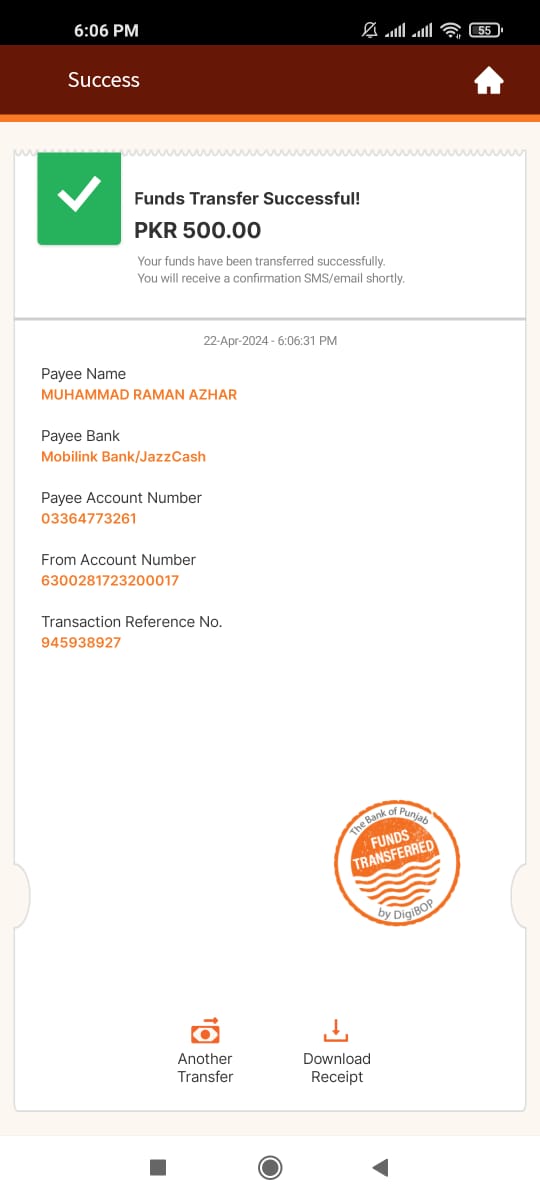 6:06 PM
55
Success
Funds Transfer Successful!
PKR 500.00
Your funds have been transferred successfully.
You will receive a confirmation SMS/email shortly.
22-Apr-2024 - 6:06:31 PM
Payee Name
MUHAMMAD RAMAN AZHAR
Payee Bank
Mobilink Bank/JazzCash
Payee Account Number
03364773261
From Account Number
6300281723200017
Transaction Reference No.
945938927
The Bank of Punjab
FUNDS
TRANSFERRED
by DigiBOP
Another
Transfer
Download
Receipt